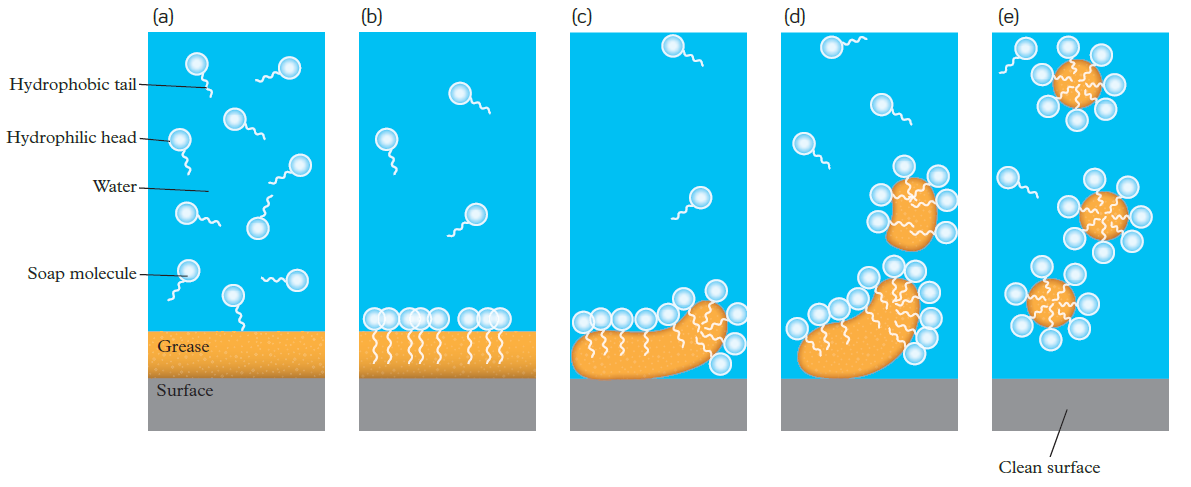 (a)
(b)
(c)
(d)
(e)
Hydrophobic tail
Hydrophilic head
Water
Soap molecule
Grease
Surface
Clean surface